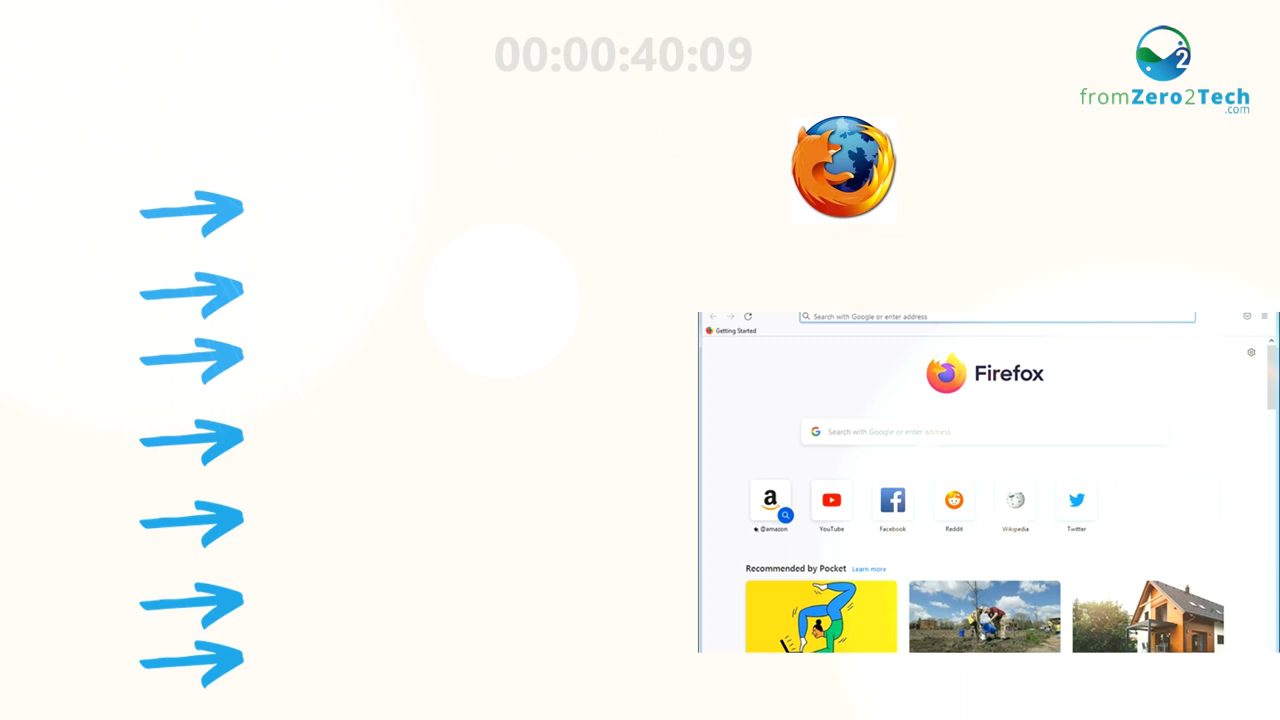 00:00:40:09
2
fromZero2Tech
.com
Search with Google or enter address
Getting Started
Firefox
Search with Google or enter address
a
@amazon
YouTube
Facebook
Reddit
Wikipedia
Twitter
Recommended by Pocket Learn more